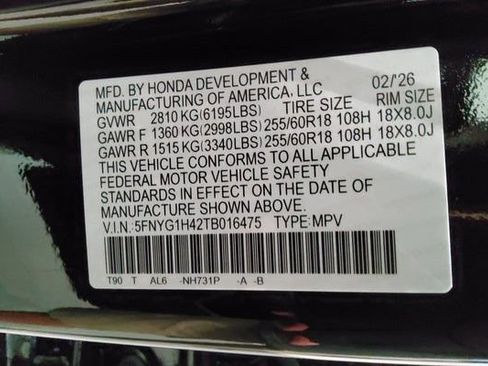 MFD. BY HONDA DEVELOPMENT &
MANUFACTURING OF AMERICA, LLC 02/'26
GVWR 2810 KG(6195LBS) TIRE SIZE RIM SIZE
GAWR F 1360 KG(2998LBS) 255/60R18 108H 18X8.0J
GAWR R 1515 KG(3340LBS) 255/60R18 108H 18X8.0J
THIS VEHICLE CONFORMS TO ALL APPLICABLE
FEDERAL MOTOR VEHICLE SAFETY
STANDARDS IN EFFECT ON THE DATE OF
MANUFACTURE SHOWN ABOVE.
V.I.N.: 5FNYG1H42TB016475 TYPE: MPV
T90 T AL6 -NH731P -A -B